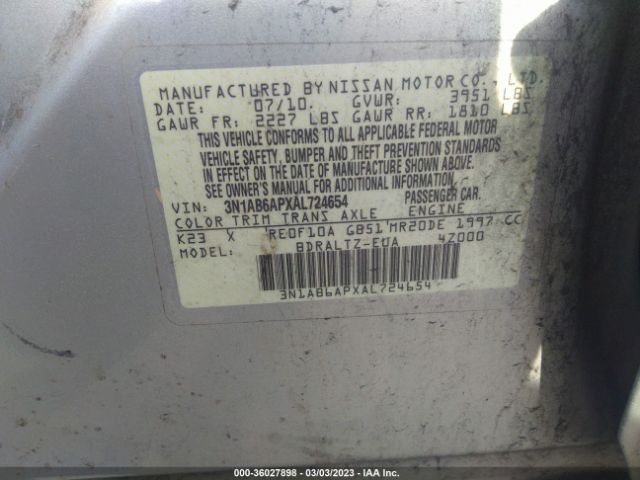 MANUFACTURED BY NISSAN MOTOR CO., LTD.
DATE: 07/10. GVWR: 3951 LBS
GAWR FR: 2227 LBS GAWR RR: 1810 LBS
THIS VEHICLE CONFORMS TO ALL APPLICABLE FEDERAL MOTOR
VEHICLE SAFETY, BUMPER AND THEFT PREVENTION STANDARDS
IN EFFECT ON THE DATE OF MANUFACTURE SHOWN ABOVE.
SEE OWNER'S MANUAL FOR ADDITIONAL INFORMATION.
VIN: 3N1AB6APXAL724654 PASSENGER CAR.
COLOR TRIM TRANS AXLE ENGINE
K23 X RE0F10A GB51 MR20DE 1997 CC
MODEL: BDRALTZ-EUA 4Z000
3N1AB6APXAL724654
000-36027898 - 03/03/2023 - IAA Inc.